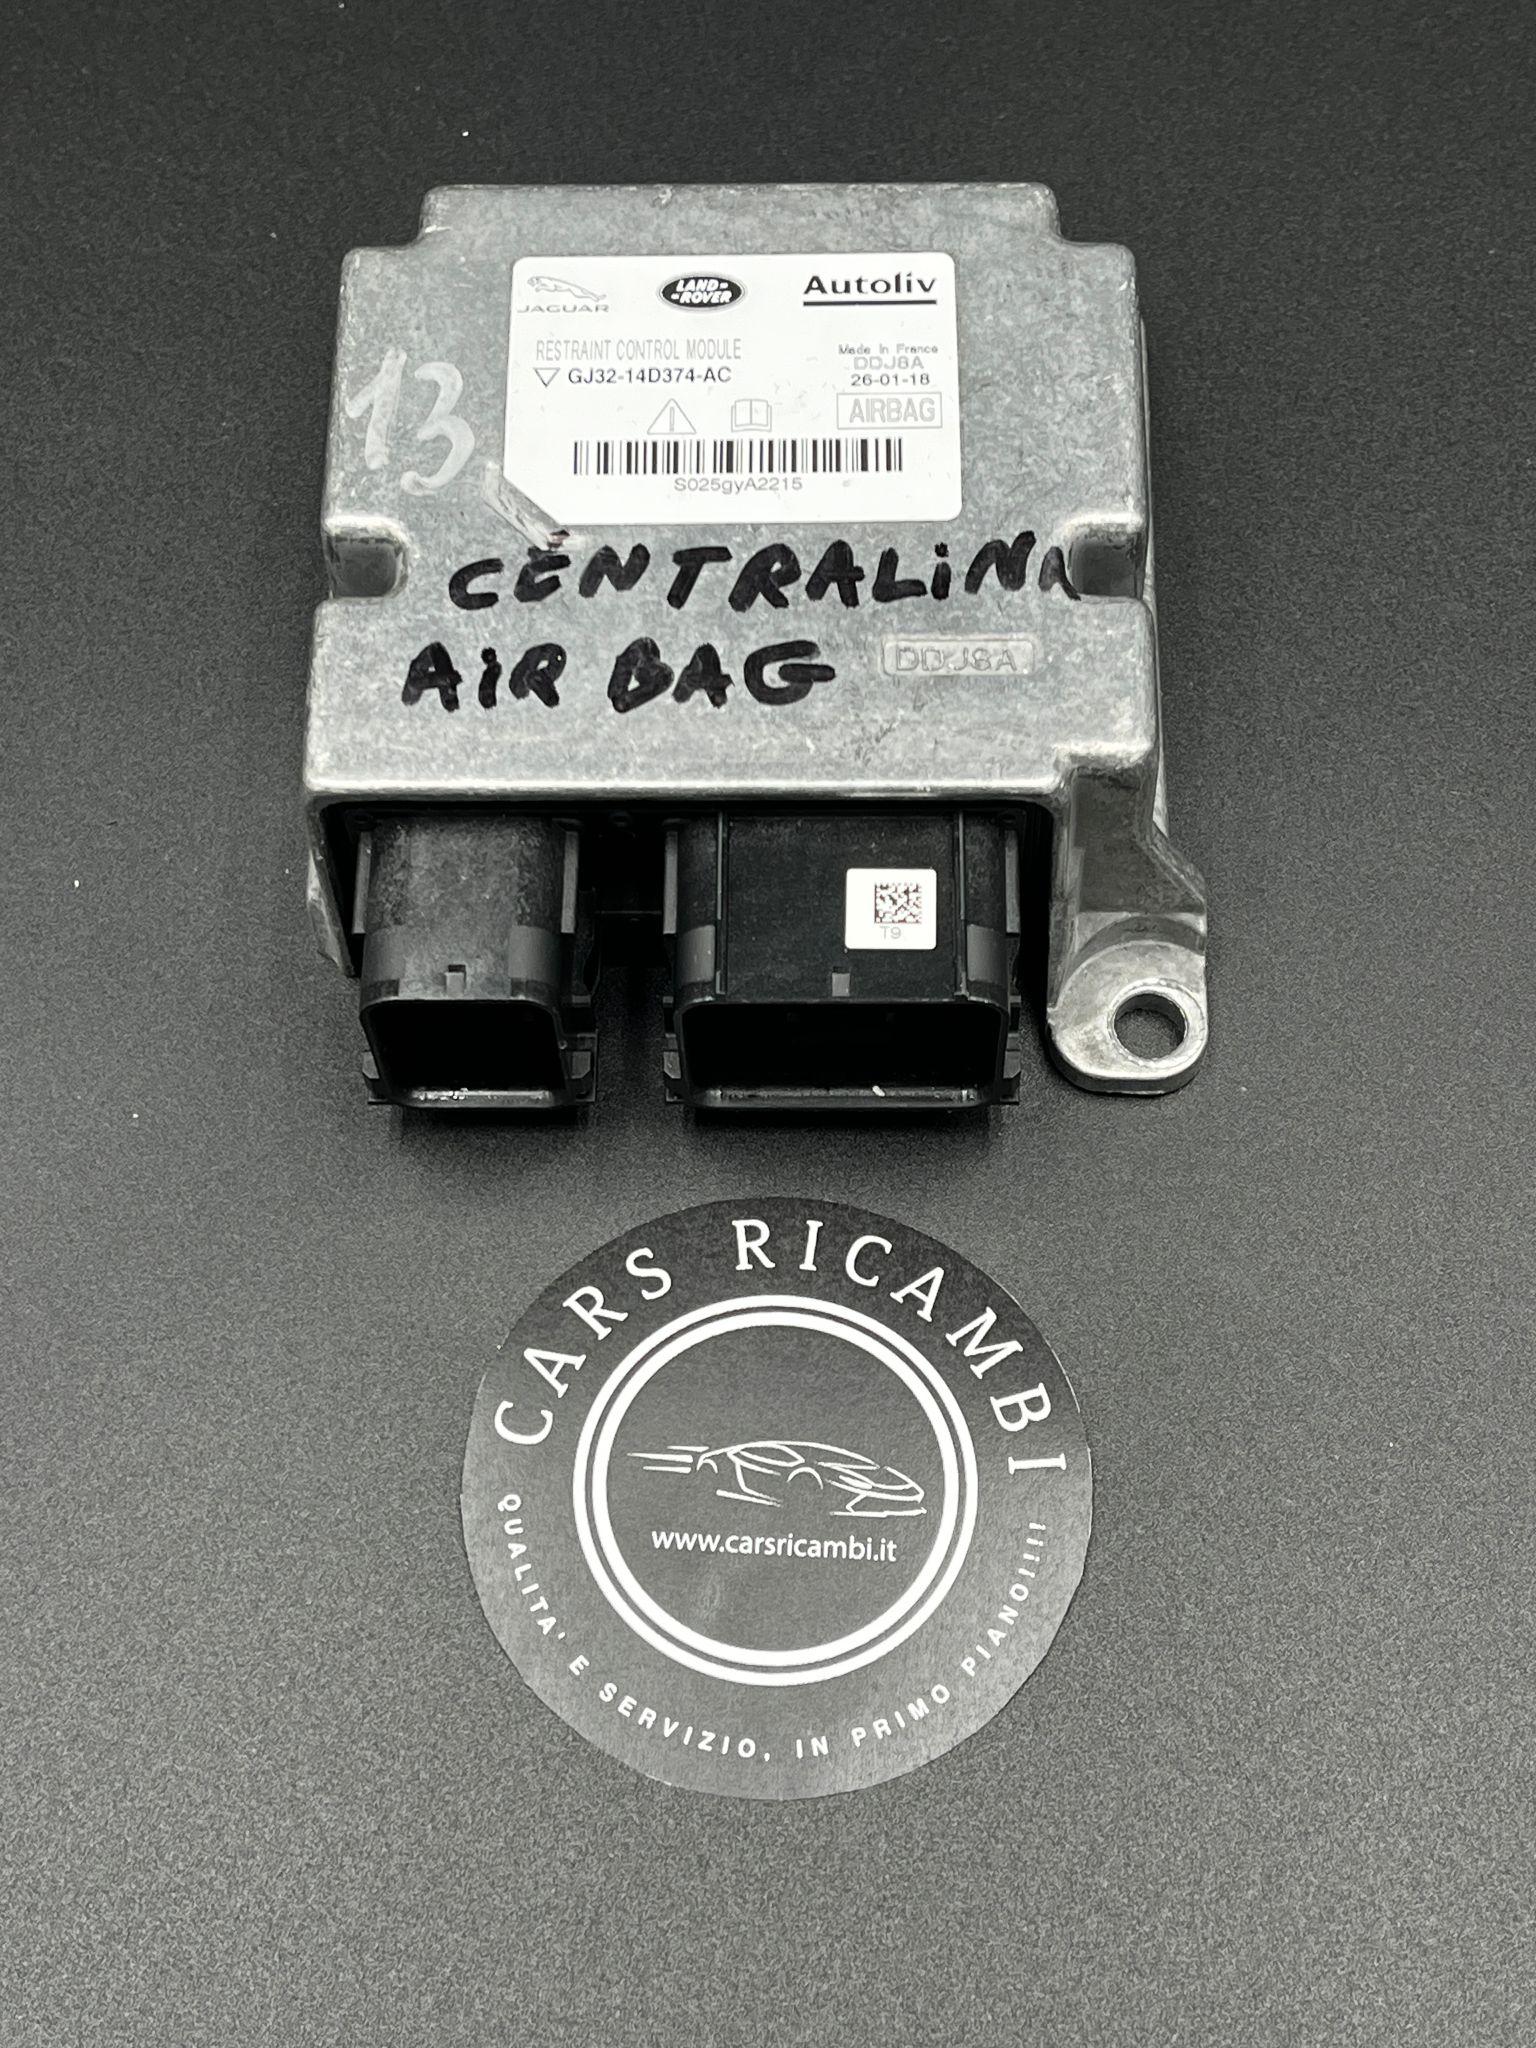 JAGUAR
LAND-
-ROVER
Autoliv
RESTRAINT CONTROL MODULE
GJ32-14D374-AC
Made In France
DDJ8A
26-01-18
AIRBAG
S025gyA2215
13
CENTRALINA
AIR BAG
DDJ8A
T9
CARS RICAMBI
www.carsricambi.it
QUALITA' E SERVIZIO, IN PRIMO PIANO!!!!